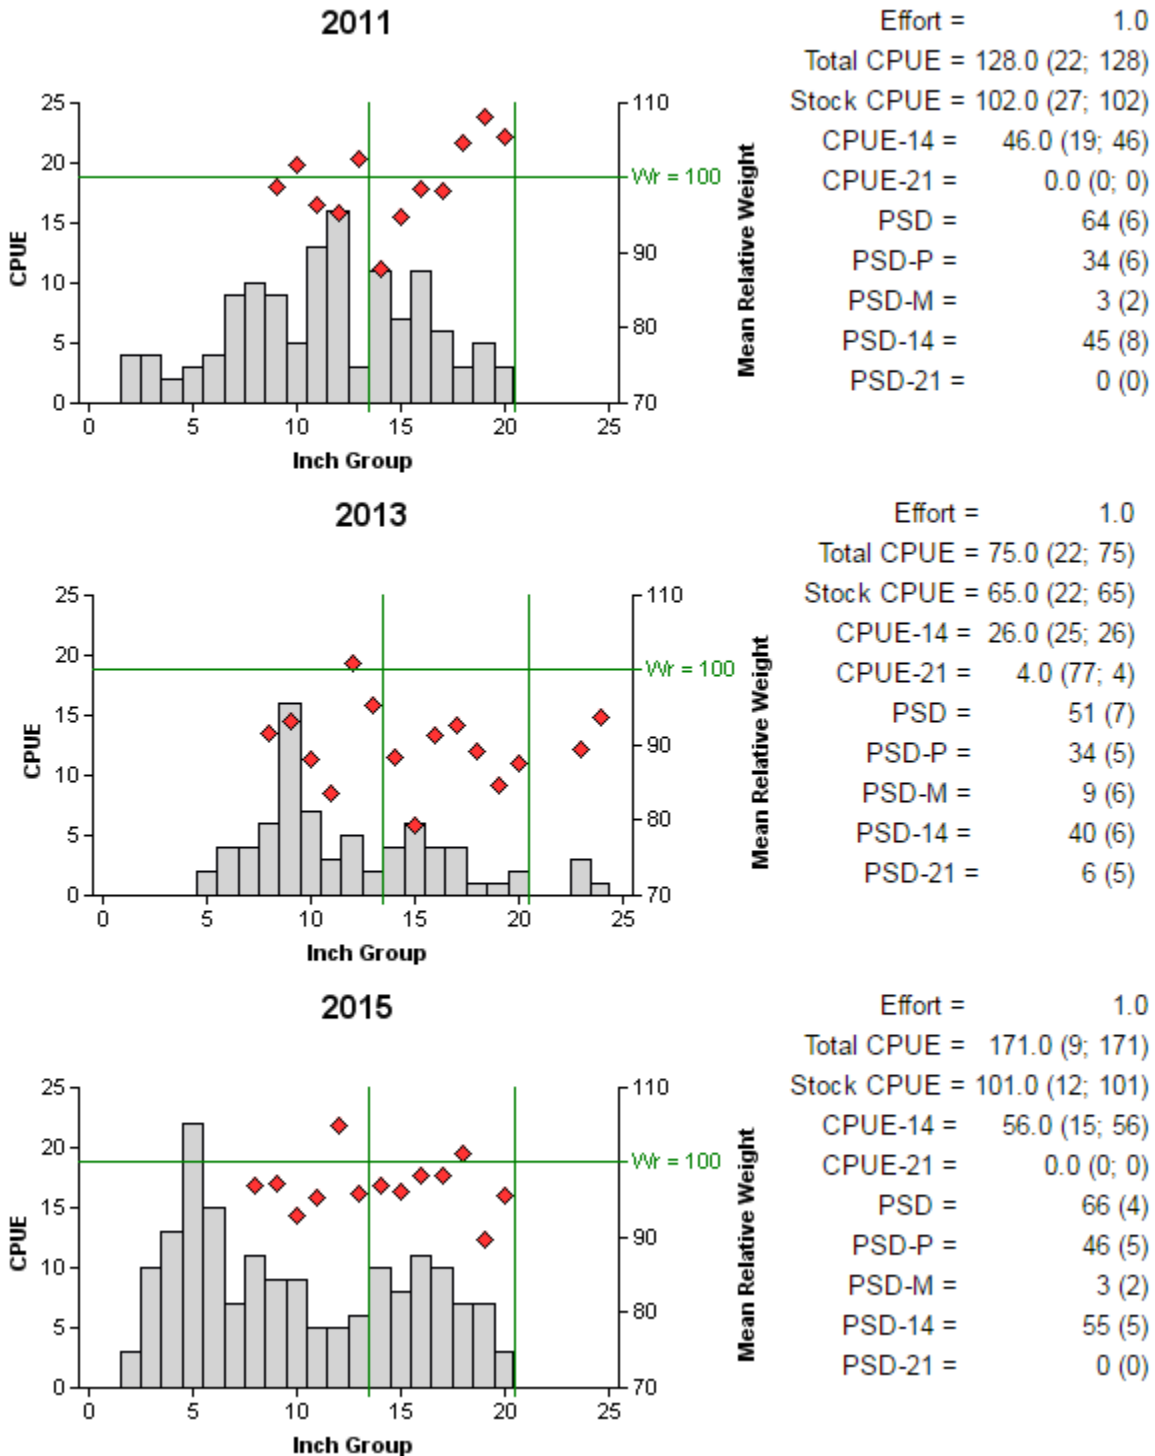 2011
Effort = 1.0
Total CPUE = 128.0 (22; 128)
Stock CPUE = 102.0 (27; 102)
CPUE-14 = 46.0 (19; 46)
CPUE-21 = 0.0 (0; 0)
PSD = 64 (6)
PSD-P = 34 (6)
PSD-M = 3 (2)
PSD-14 = 45 (8)
PSD-21 = 0 (0)
25 110
20
Wr = 100
15
90
10
80
5
0 70
0 5 10 15 20 25
CPUE
Mean Relative Weight
Inch Group
2013
Effort = 1.0
Total CPUE = 75.0 (22; 75)
Stock CPUE = 65.0 (22; 65)
CPUE-14 = 26.0 (25; 26)
CPUE-21 = 4.0 (77; 4)
PSD = 51 (7)
PSD-P = 34 (5)
PSD-M = 9 (6)
PSD-14 = 40 (6)
PSD-21 = 6 (5)
25 110
20
Wr = 100
15
90
10
80
5
0 70
0 5 10 15 20 25
CPUE
Mean Relative Weight
Inch Group
2015
Effort = 1.0
Total CPUE = 171.0 (9; 171)
Stock CPUE = 101.0 (12; 101)
CPUE-14 = 56.0 (15; 56)
CPUE-21 = 0.0 (0; 0)
PSD = 66 (4)
PSD-P = 46 (5)
PSD-M = 3 (2)
PSD-14 = 55 (5)
PSD-21 = 0 (0)
25 110
20
Wr = 100
15
90
10
80
5
0 70
0 5 10 15 20 25
CPUE
Mean Relative Weight
Inch Group